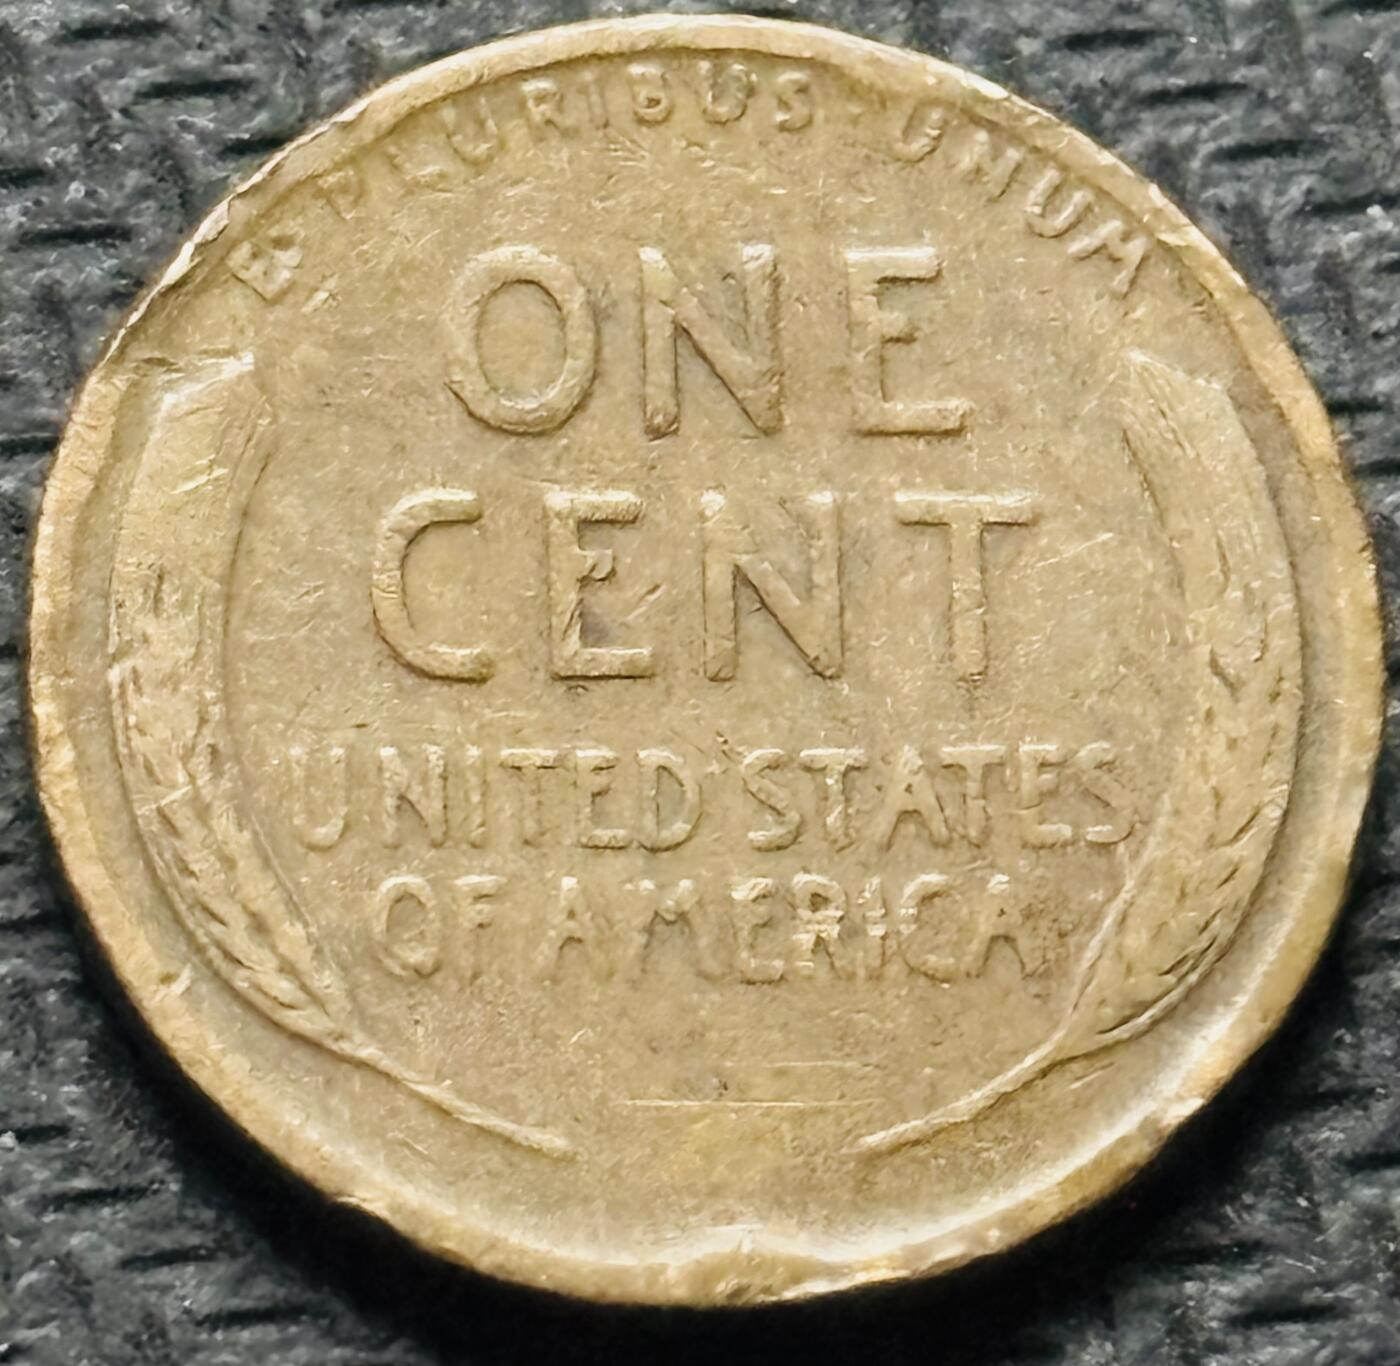 E PLURIBUS · UNUM
ONE
CENT
UNITED STATES
OF AMERICA